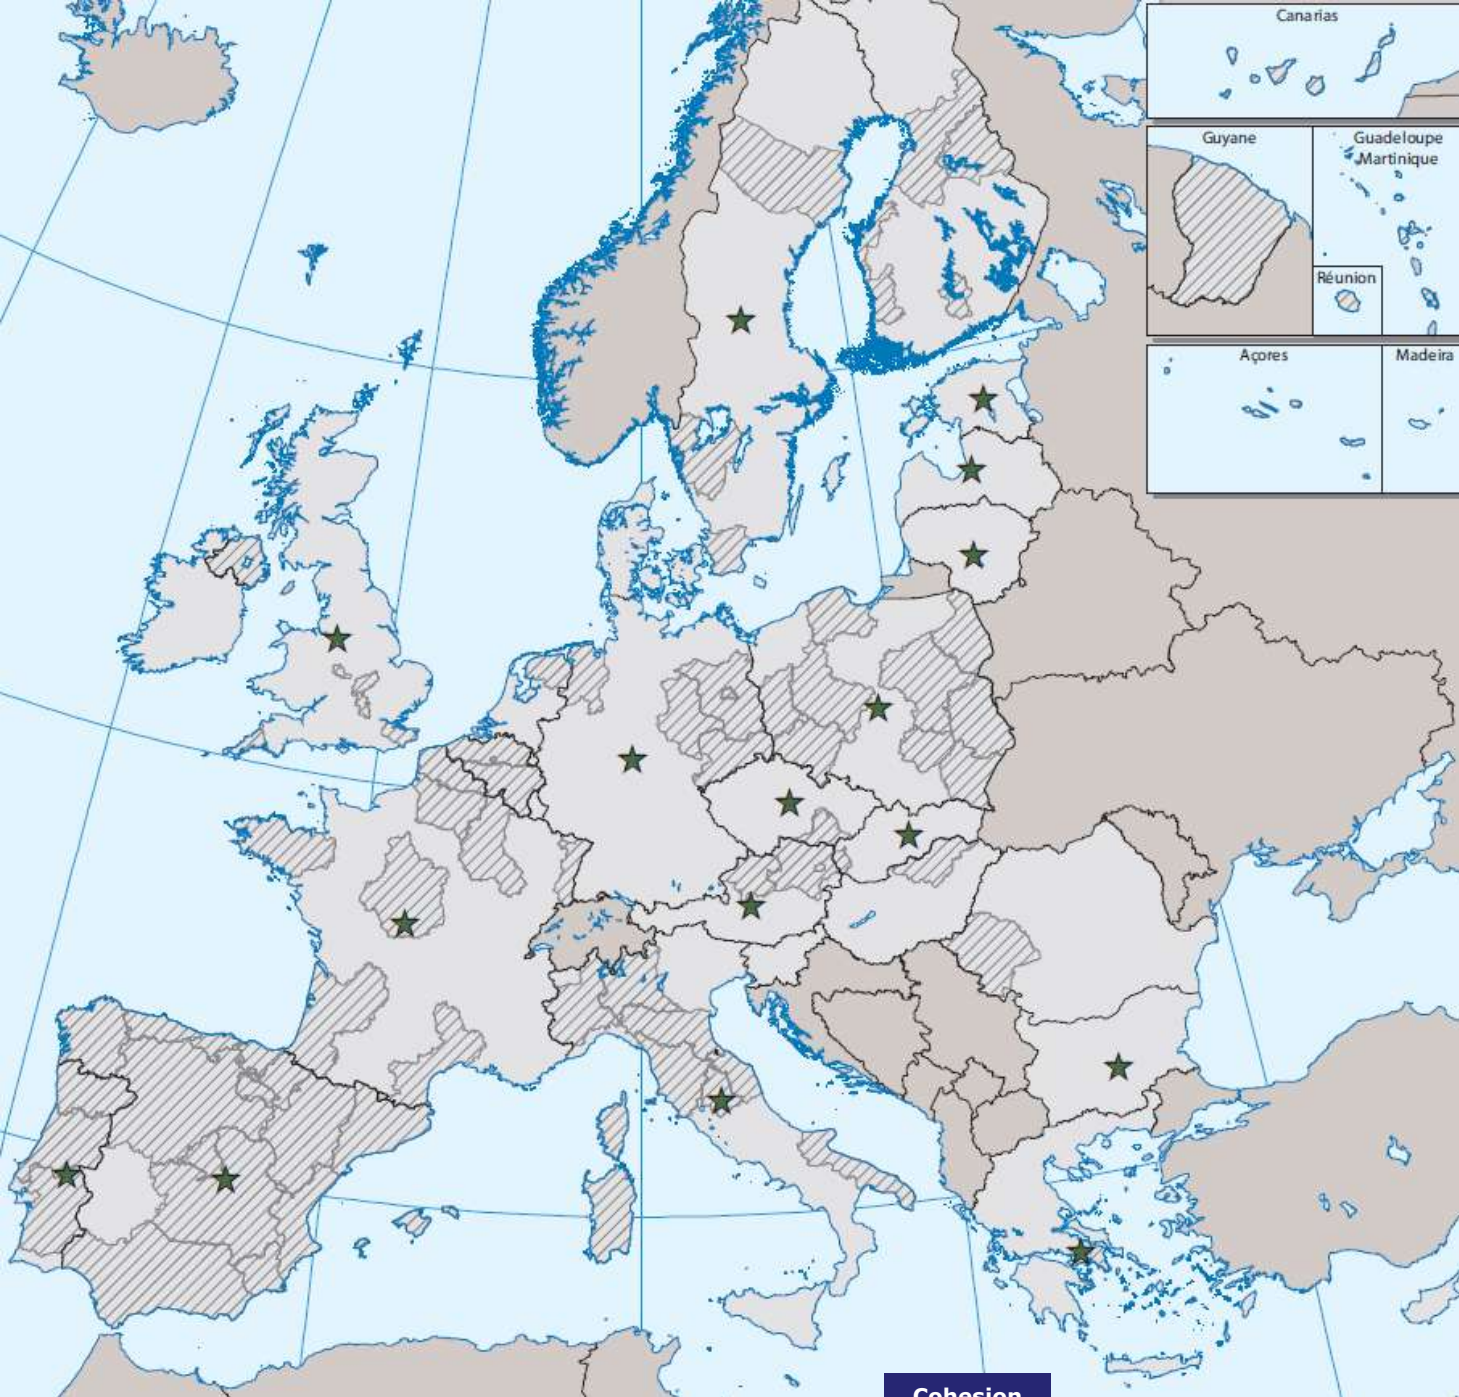 Canarias
Guyane
Guadeloupe
Martinique
Réunion
Açores
Madeira
Cohesion